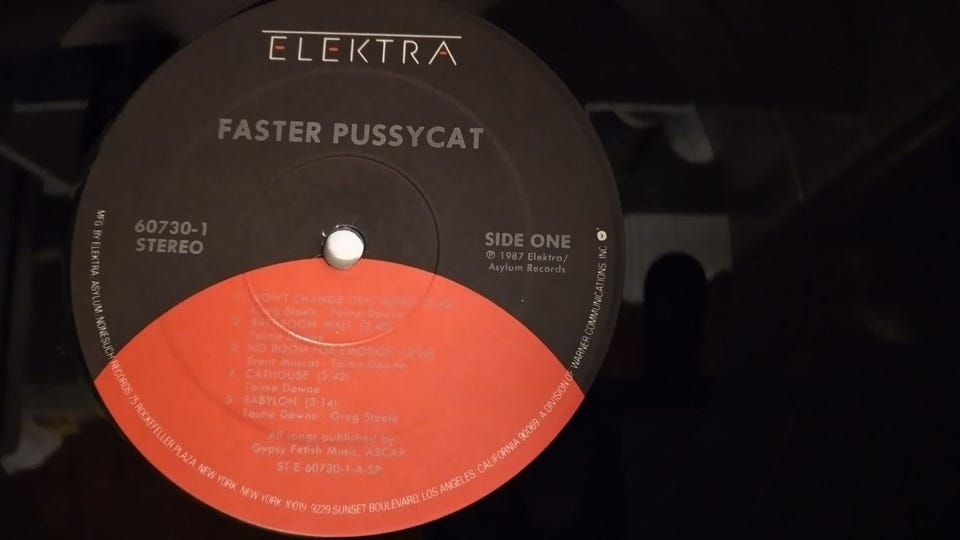 ELEKTRA
FASTER PUSSYCAT
60730-1
STEREO
SIDE ONE
℗ 1987 Elektra/
Asylum Records
1. DON'T CHANGE THAT SONG
Greg Steele - Taime Downe
2. BATHROOM WALL (3:40)
Taime Downe
3. NO ROOM FOR EMOTION
Brent Muscat - Taime Downe
4. CATHOUSE (3:42)
Taime Downe
5. BABYLON (3:14)
Taime Downe - Greg Steele
All songs published by
Gypsy Fetish Music, ASCAP
ST-E-60730-1-A-SP
MFG BY ELEKTRA ASYLUM NONESUCH RECORDS 75 ROCKEFELLER PLAZA, NEW YORK, NEW YORK 10019 9229 SUNSET BOULEVARD, LOS ANGELES, CALIFORNIA 90069 A DIVISION OF WARNER COMMUNICATIONS INC